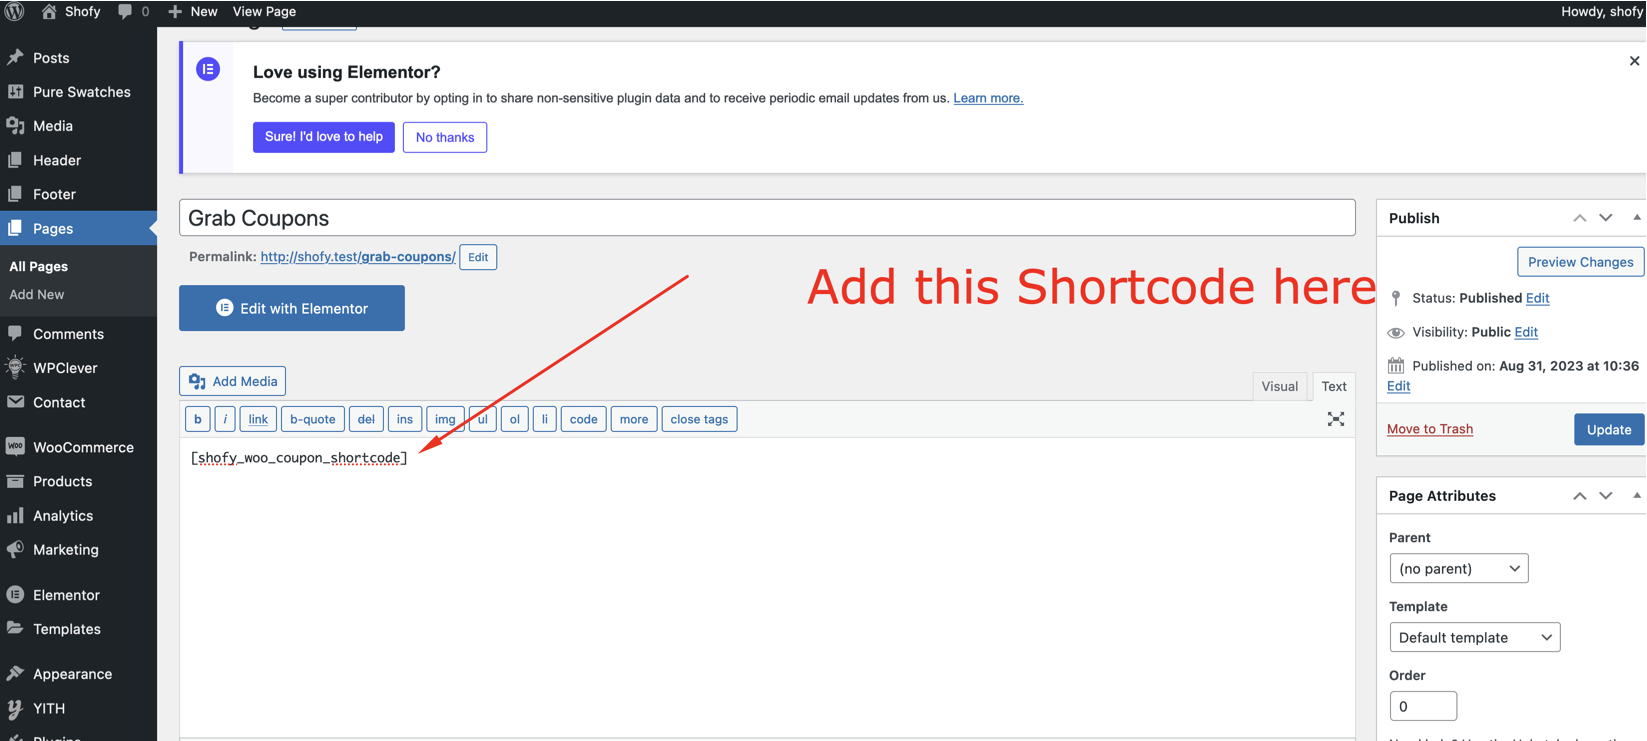 Shofy 0 New View Page Howdy, shofy
Posts
Pure Swatches
Media
Header
Footer
Pages
All Pages
Add New
Comments
WPClever
Contact
WooCommerce
Products
Analytics
Marketing
Elementor
Templates
Appearance
YITH
Plugins
Love using Elementor?
Become a super contributor by opting in to share non-sensitive plugin data and to receive periodic email updates from us. Learn more.
Sure! I'd love to help No thanks
Grab Coupons
Permalink: http://shofy.test/grab-coupons/ Edit
Add this Shortcode here
Edit with Elementor
Add Media
Visual Text
b i link b-quote del ins img ul ol li code more close tags
[shofy_woo_coupon_shortcode]
Publish
Preview Changes
Status: Published Edit
Visibility: Public Edit
Published on: Aug 31, 2023 at 10:36
Edit
Move to Trash Update
Page Attributes
Parent
(no parent)
Template
Default template
Order
0